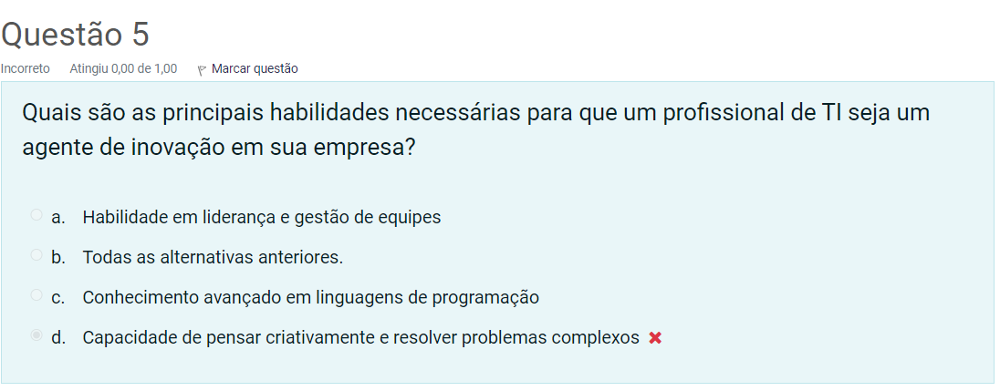 Questão 5
Incorreto Atingiu 0,00 de 1,00 Marcar questão
Quais são as principais habilidades necessárias para que um profissional de TI seja um
agente de inovação em sua empresa?
a. Habilidade em liderança e gestão de equipes
b. Todas as alternativas anteriores.
c. Conhecimento avançado em linguagens de programação
d. Capacidade de pensar criativamente e resolver problemas complexos